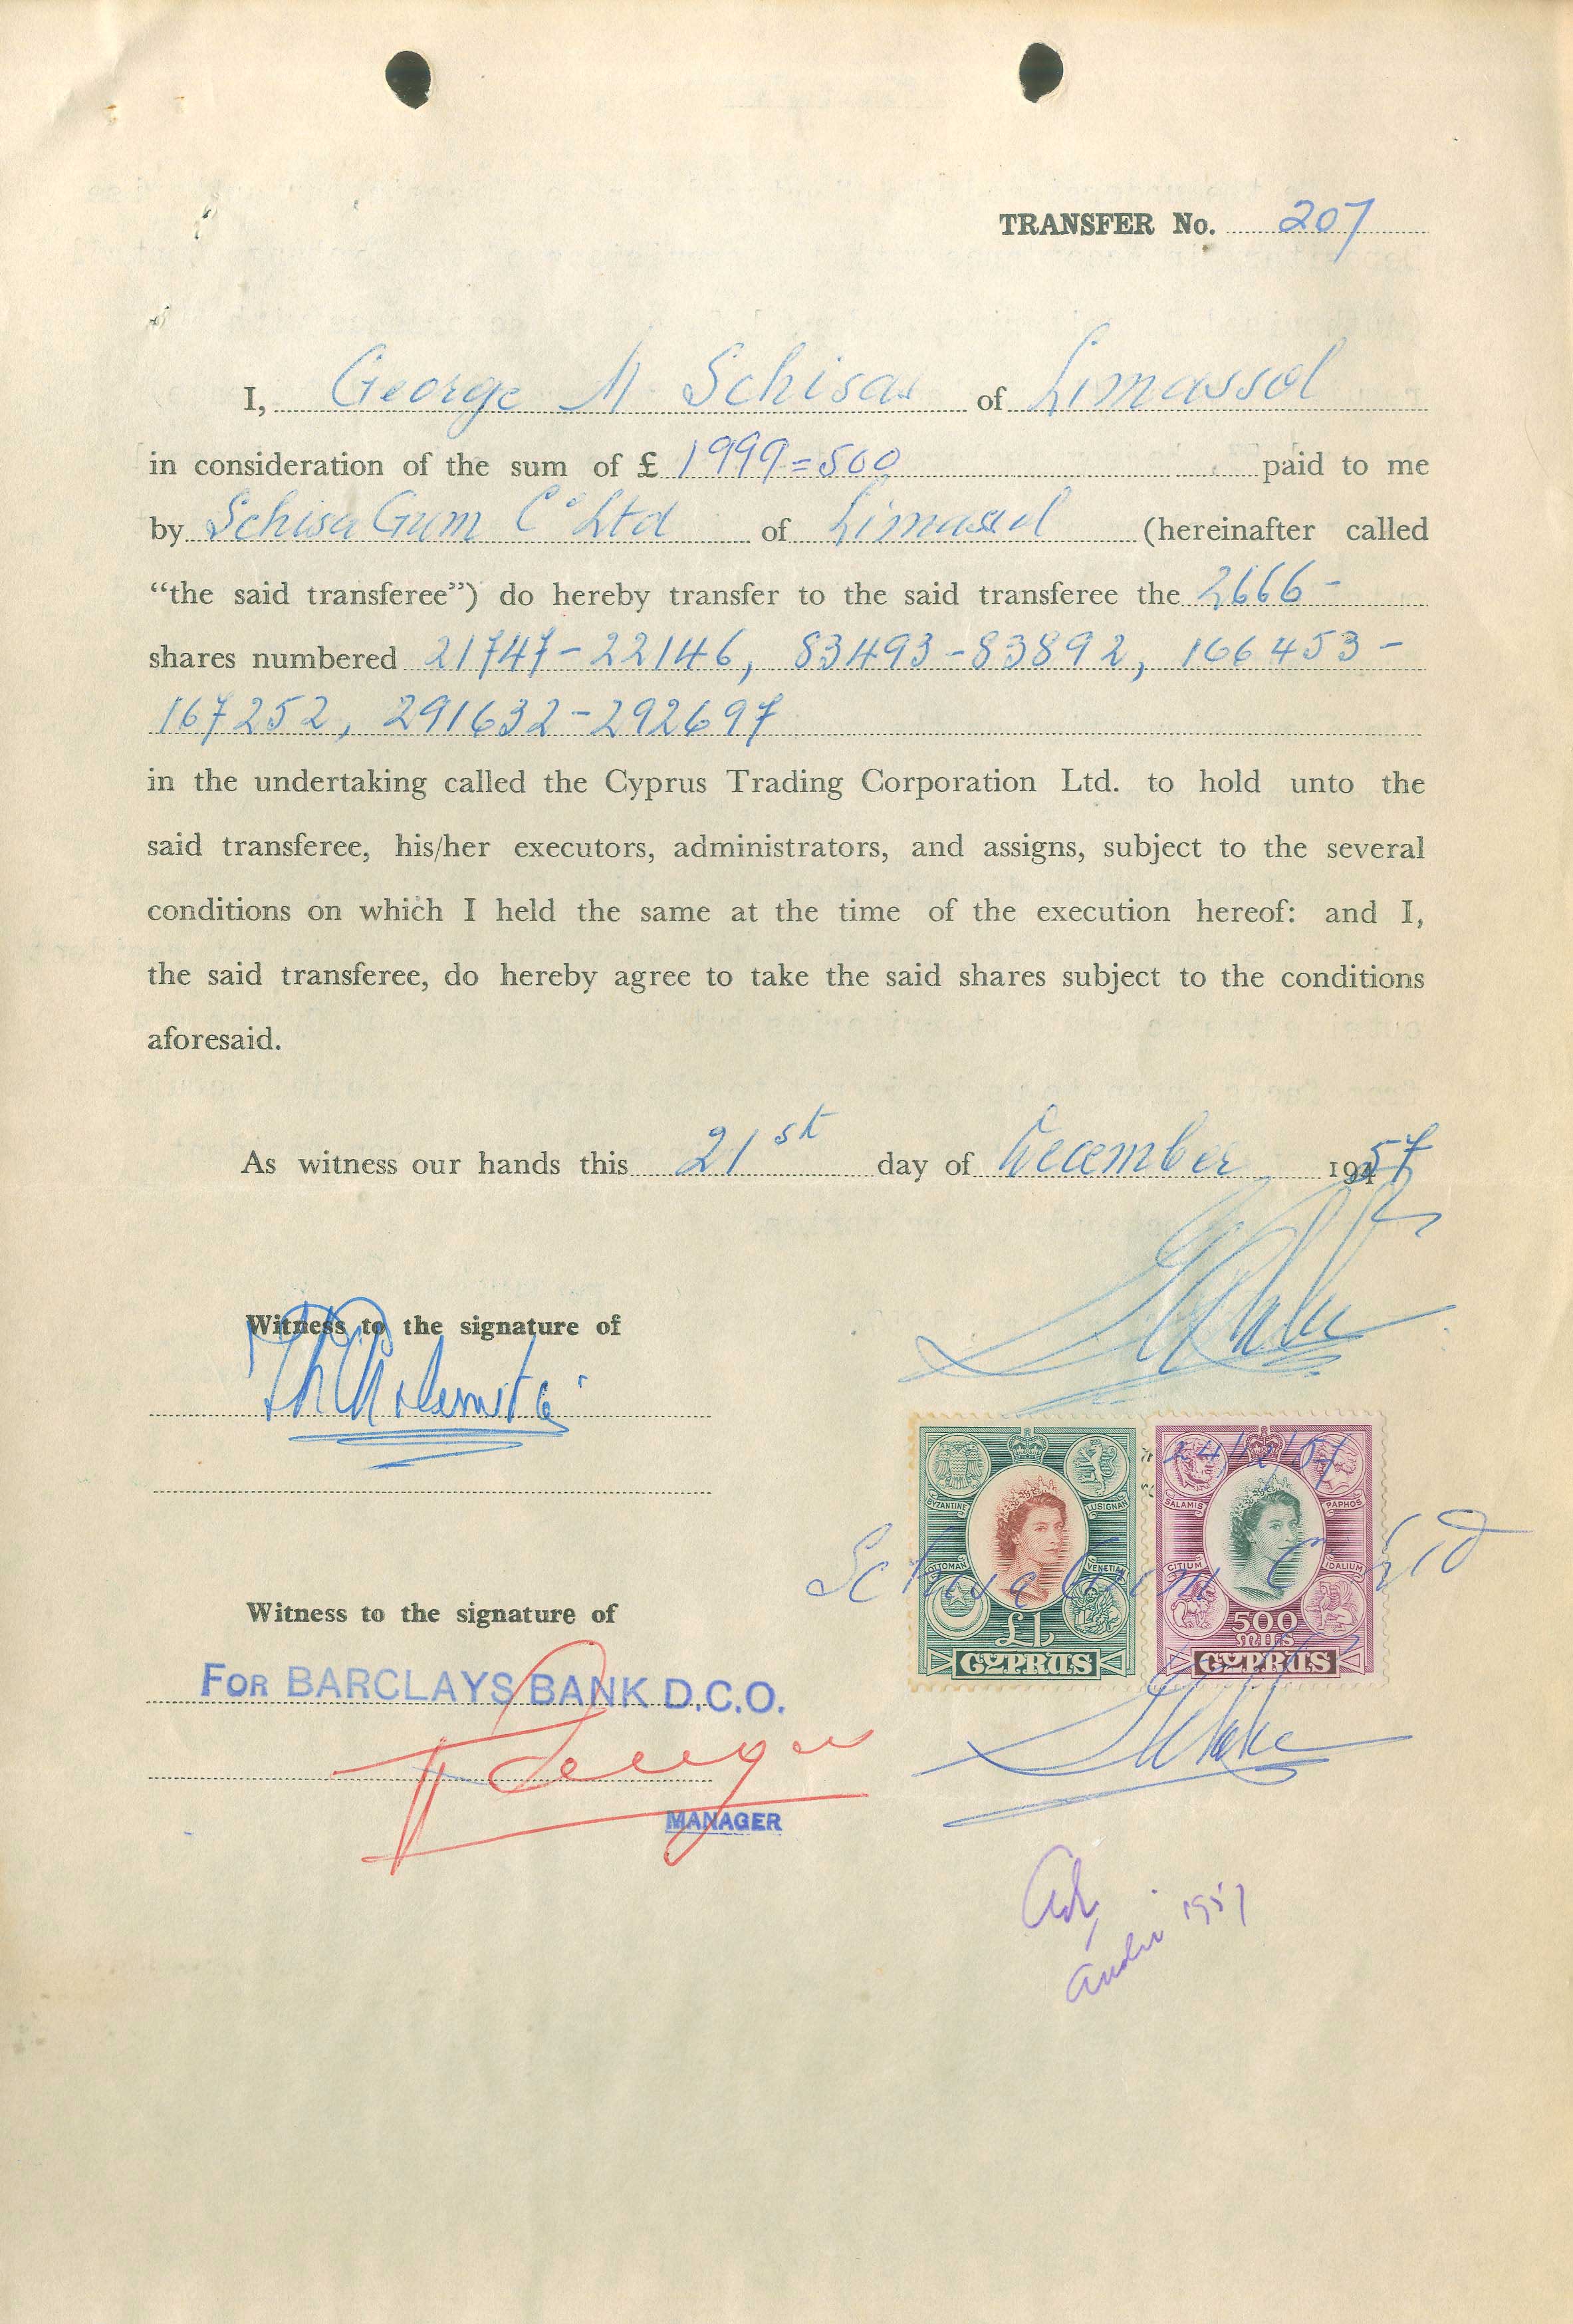 TRANSFER No. 207
I, George M. Schisas of Limassol
in consideration of the sum of £ 1999=500 paid to me
by Schisa Gum Co Ltd of Limassol (hereinafter called
“the said transferee”) do hereby transfer to the said transferee the 2666-
shares numbered 21747-22146, 83493-83892, 166453-
167252, 291632-292697
in the undertaking called the Cyprus Trading Corporation Ltd. to hold unto the
said transferee, his/her executors, administrators, and assigns, subject to the several
conditions on which I held the same at the time of the execution hereof: and I,
the said transferee, do hereby agree to take the said shares subject to the conditions
aforesaid.
As witness our hands this 21st day of December 1957
Witness to the signature of
BYZANTINE LUSIGNAN
OTTOMAN VENETIAN
£1
CYPRUS
24/12/57
SALAMIS PAPHOS
CITIUM IDALIUM
500
MILS
CYPRUS
Schisa Gum Co Ltd
Witness to the signature of
FOR BARCLAYS BANK D.C.O.
MANAGER
Audit 1957